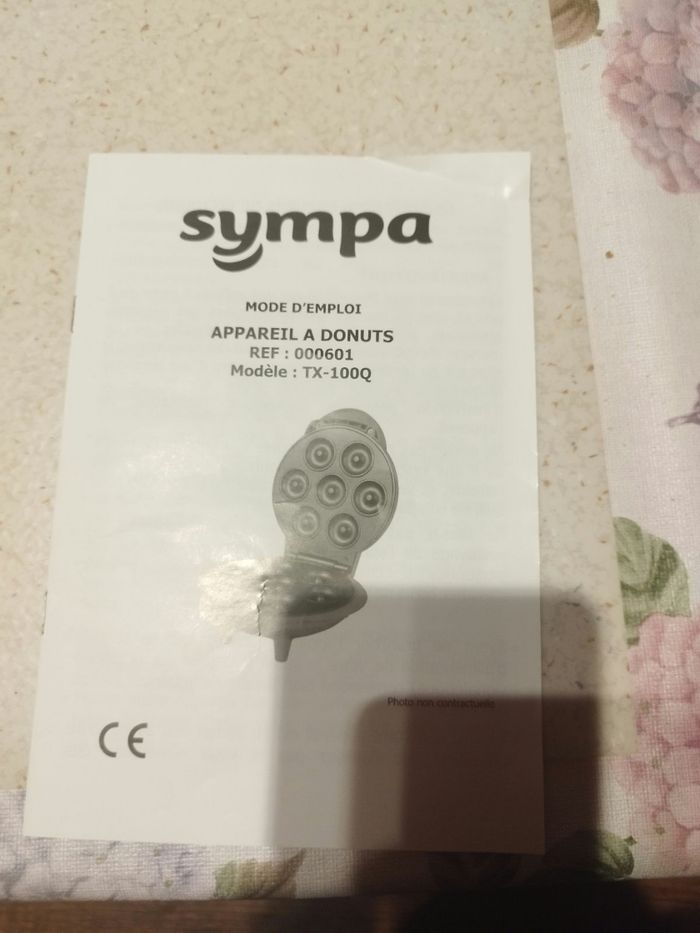 sympa
MODE D'EMPLOI
APPAREIL A DONUTS
REF : 000601
Modèle : TX-100Q
Photo non contractuelle
CE